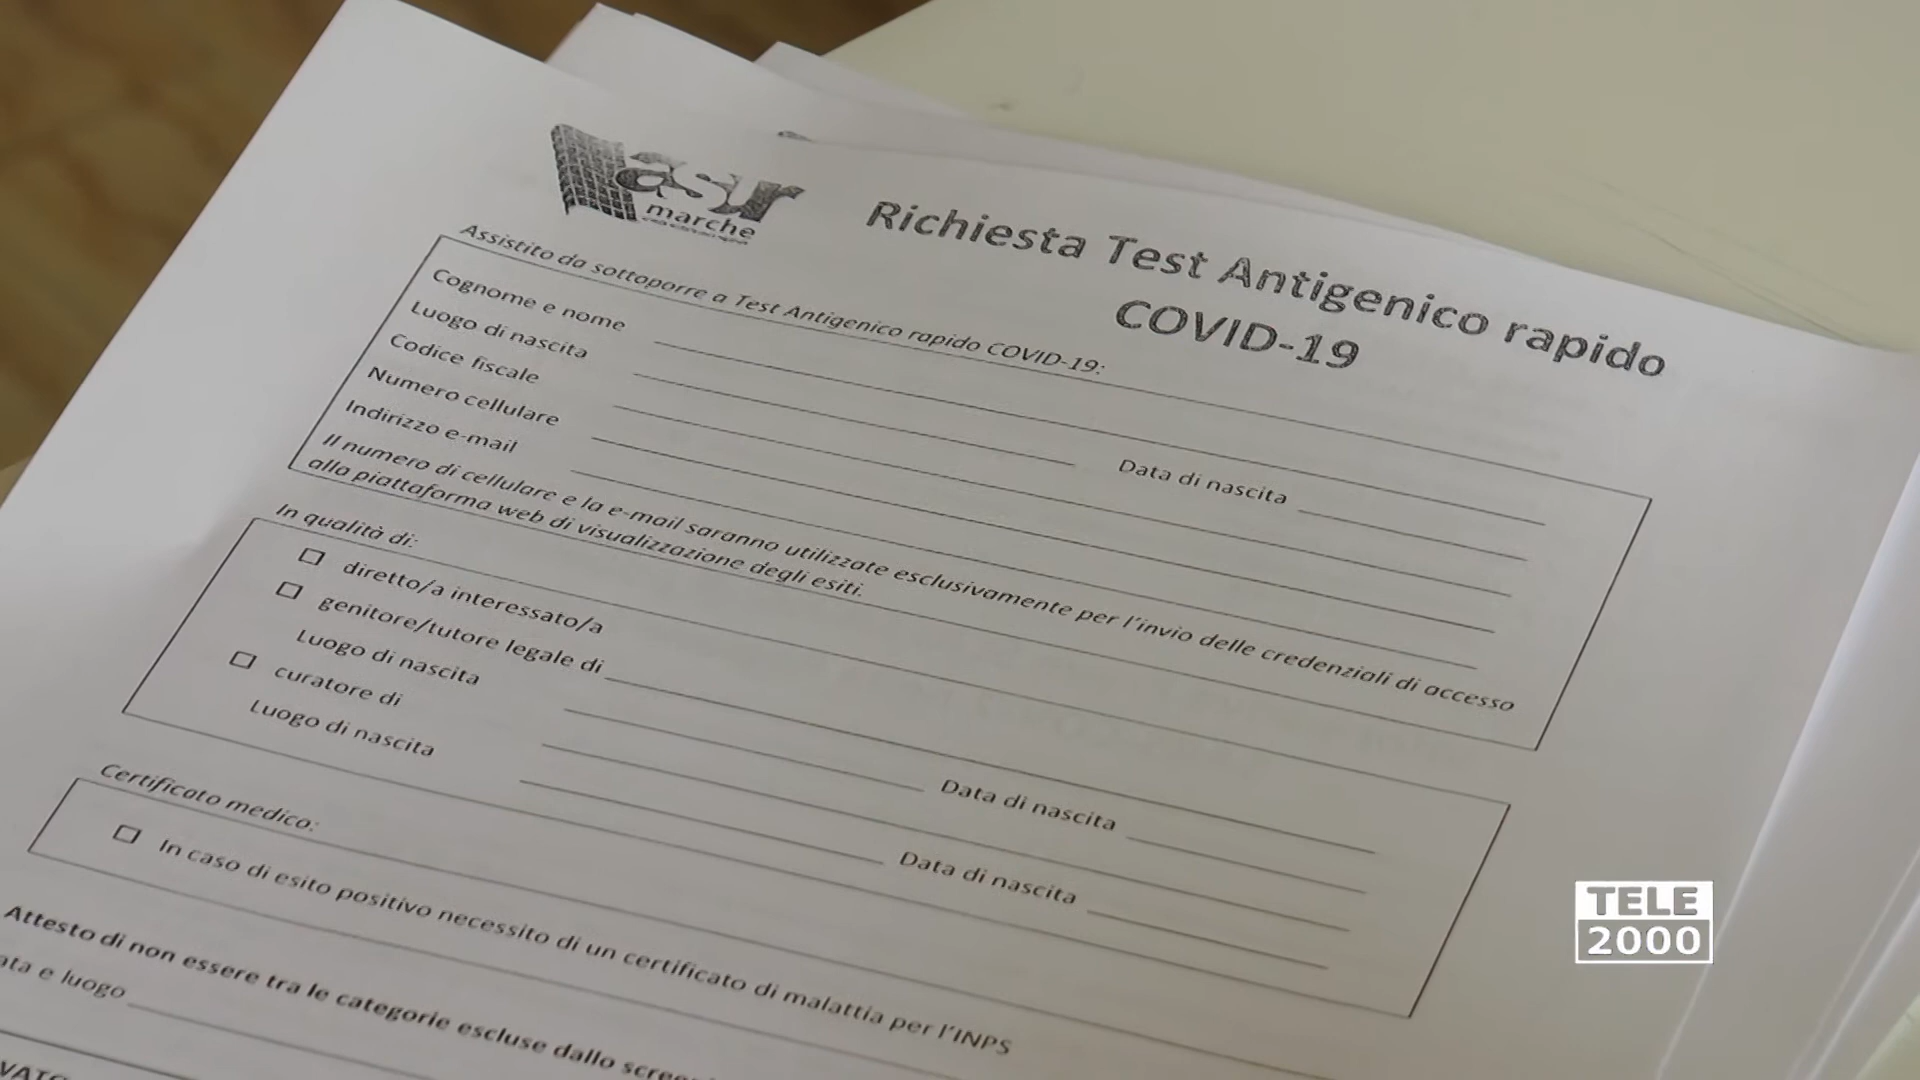 asur
marche
Richiesta Test Antigenico rapido
COVID-19
Assistito da sottoporre a Test Antigenico rapido COVID-19:
Cognome e nome
Luogo di nascita Data di nascita
Codice fiscale
Numero cellulare
Indirizzo e-mail
Il numero di cellulare e la e-mail saranno utilizzate esclusivamente per l'invio delle credenziali di accesso
alla piattaforma web di visualizzazione degli esiti.
In qualità di:
diretto/a interessato/a
genitore/tutore legale di
Luogo di nascita Data di nascita
curatore di
Luogo di nascita Data di nascita
Certificato medico:
In caso di esito positivo necessito di un certificato di malattia per l'INPS
Attesto di non essere tra le categorie escluse dallo
e luogo
TELE
2000